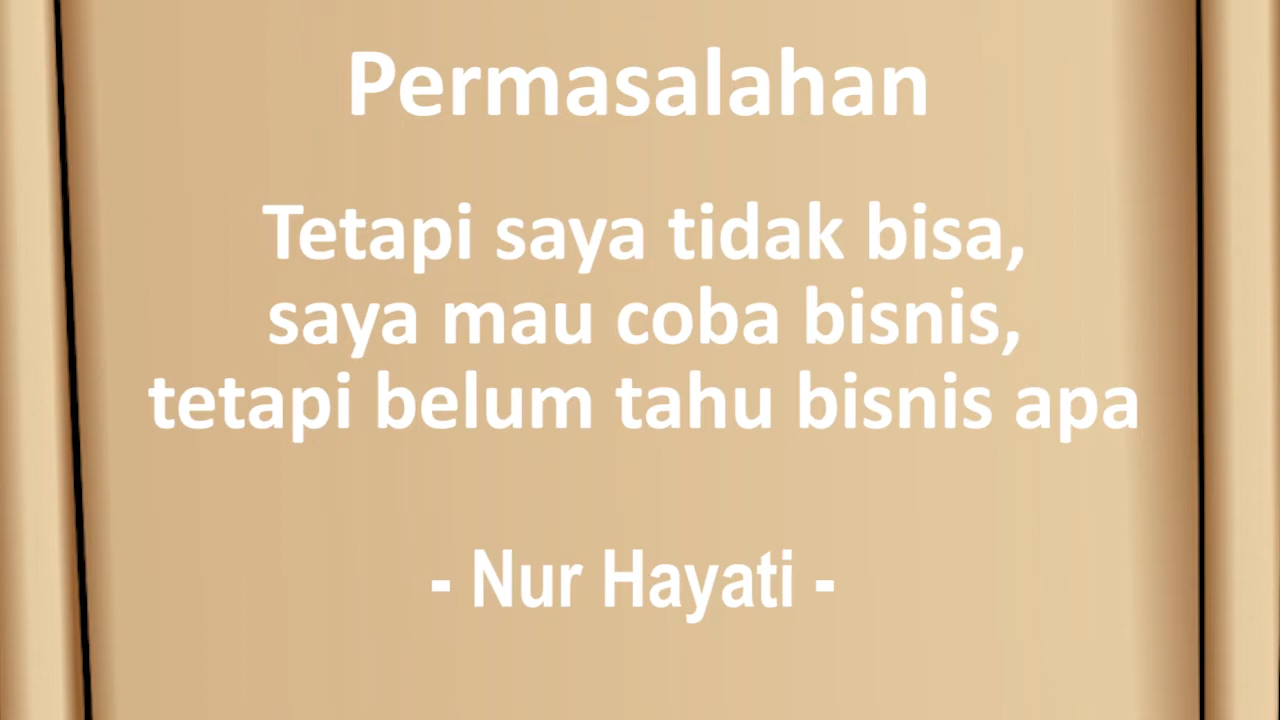 Permasalahan
Tetapi saya tidak bisa,
saya mau coba bisnis,
tetapi belum tahu bisnis apa
- Nur Hayati -